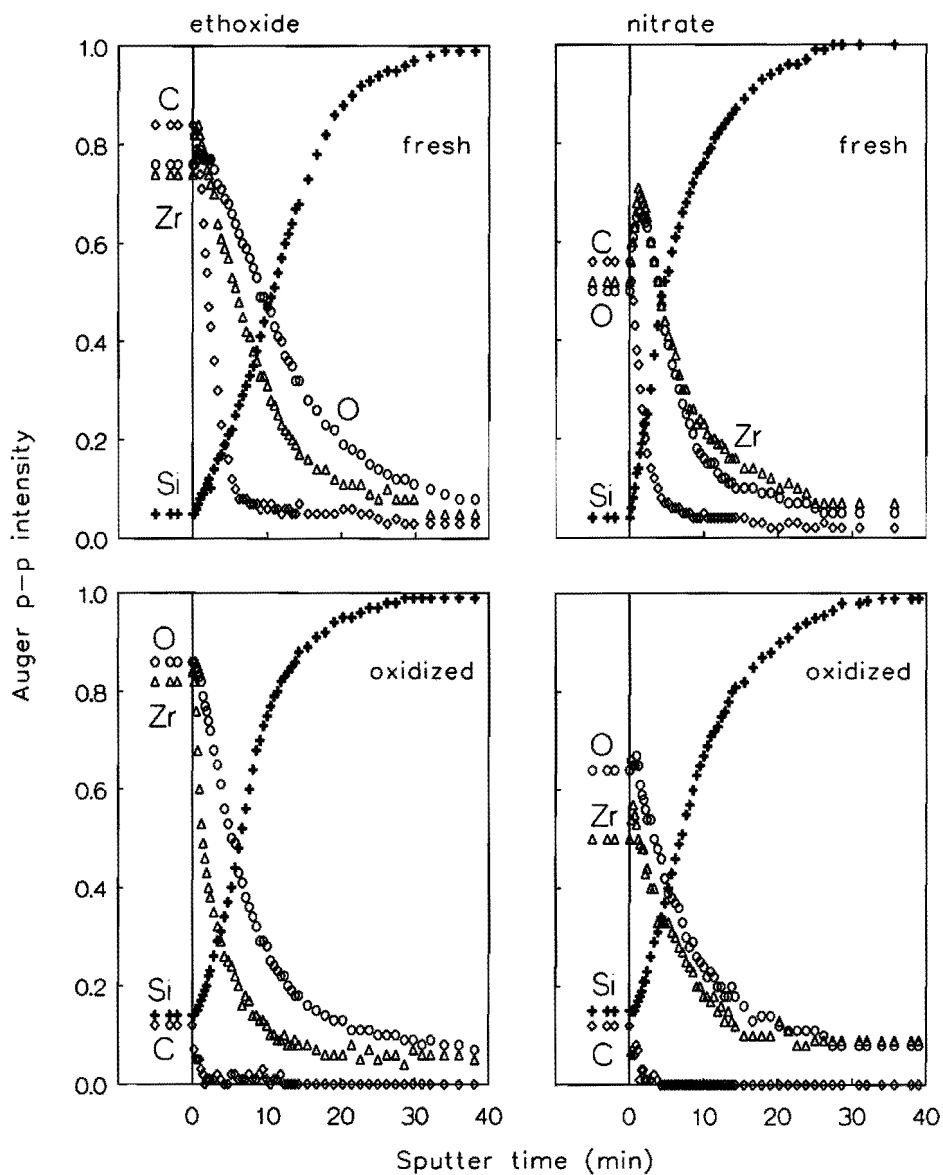 ethoxide
nitrate
Auger p-p intensity
1.0
0.8
0.6
0.4
0.2
0.0
C
Zr
Si
O
fresh
C
O
Si
Zr
fresh
1.0
0.8
0.6
0.4
0.2
0.0
O
Zr
Si
C
oxidized
O
Zr
Si
C
oxidized
0 10 20 30 40
0 10 20 30 40
Sputter time (min)